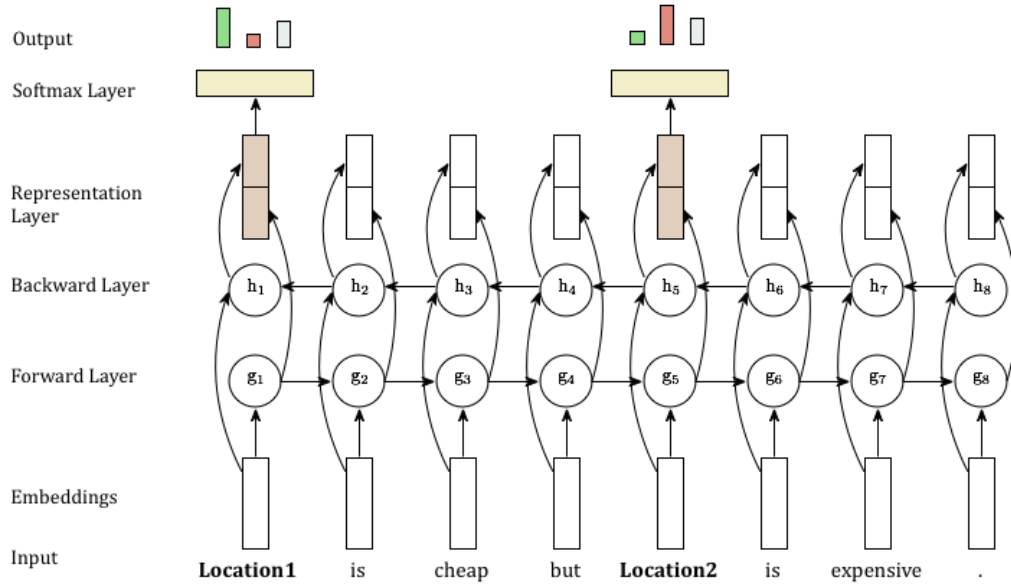 Output
Softmax Layer
Representation
Layer
Backward Layer h₁ h₂ h₃ h₄ h₅ h₆ h₇ h₈
Forward Layer g₁ g₂ g₃ g₄ g₅ g₆ g₇ g₈
Embeddings
Input
Location1 is cheap but Location2 is expensive .